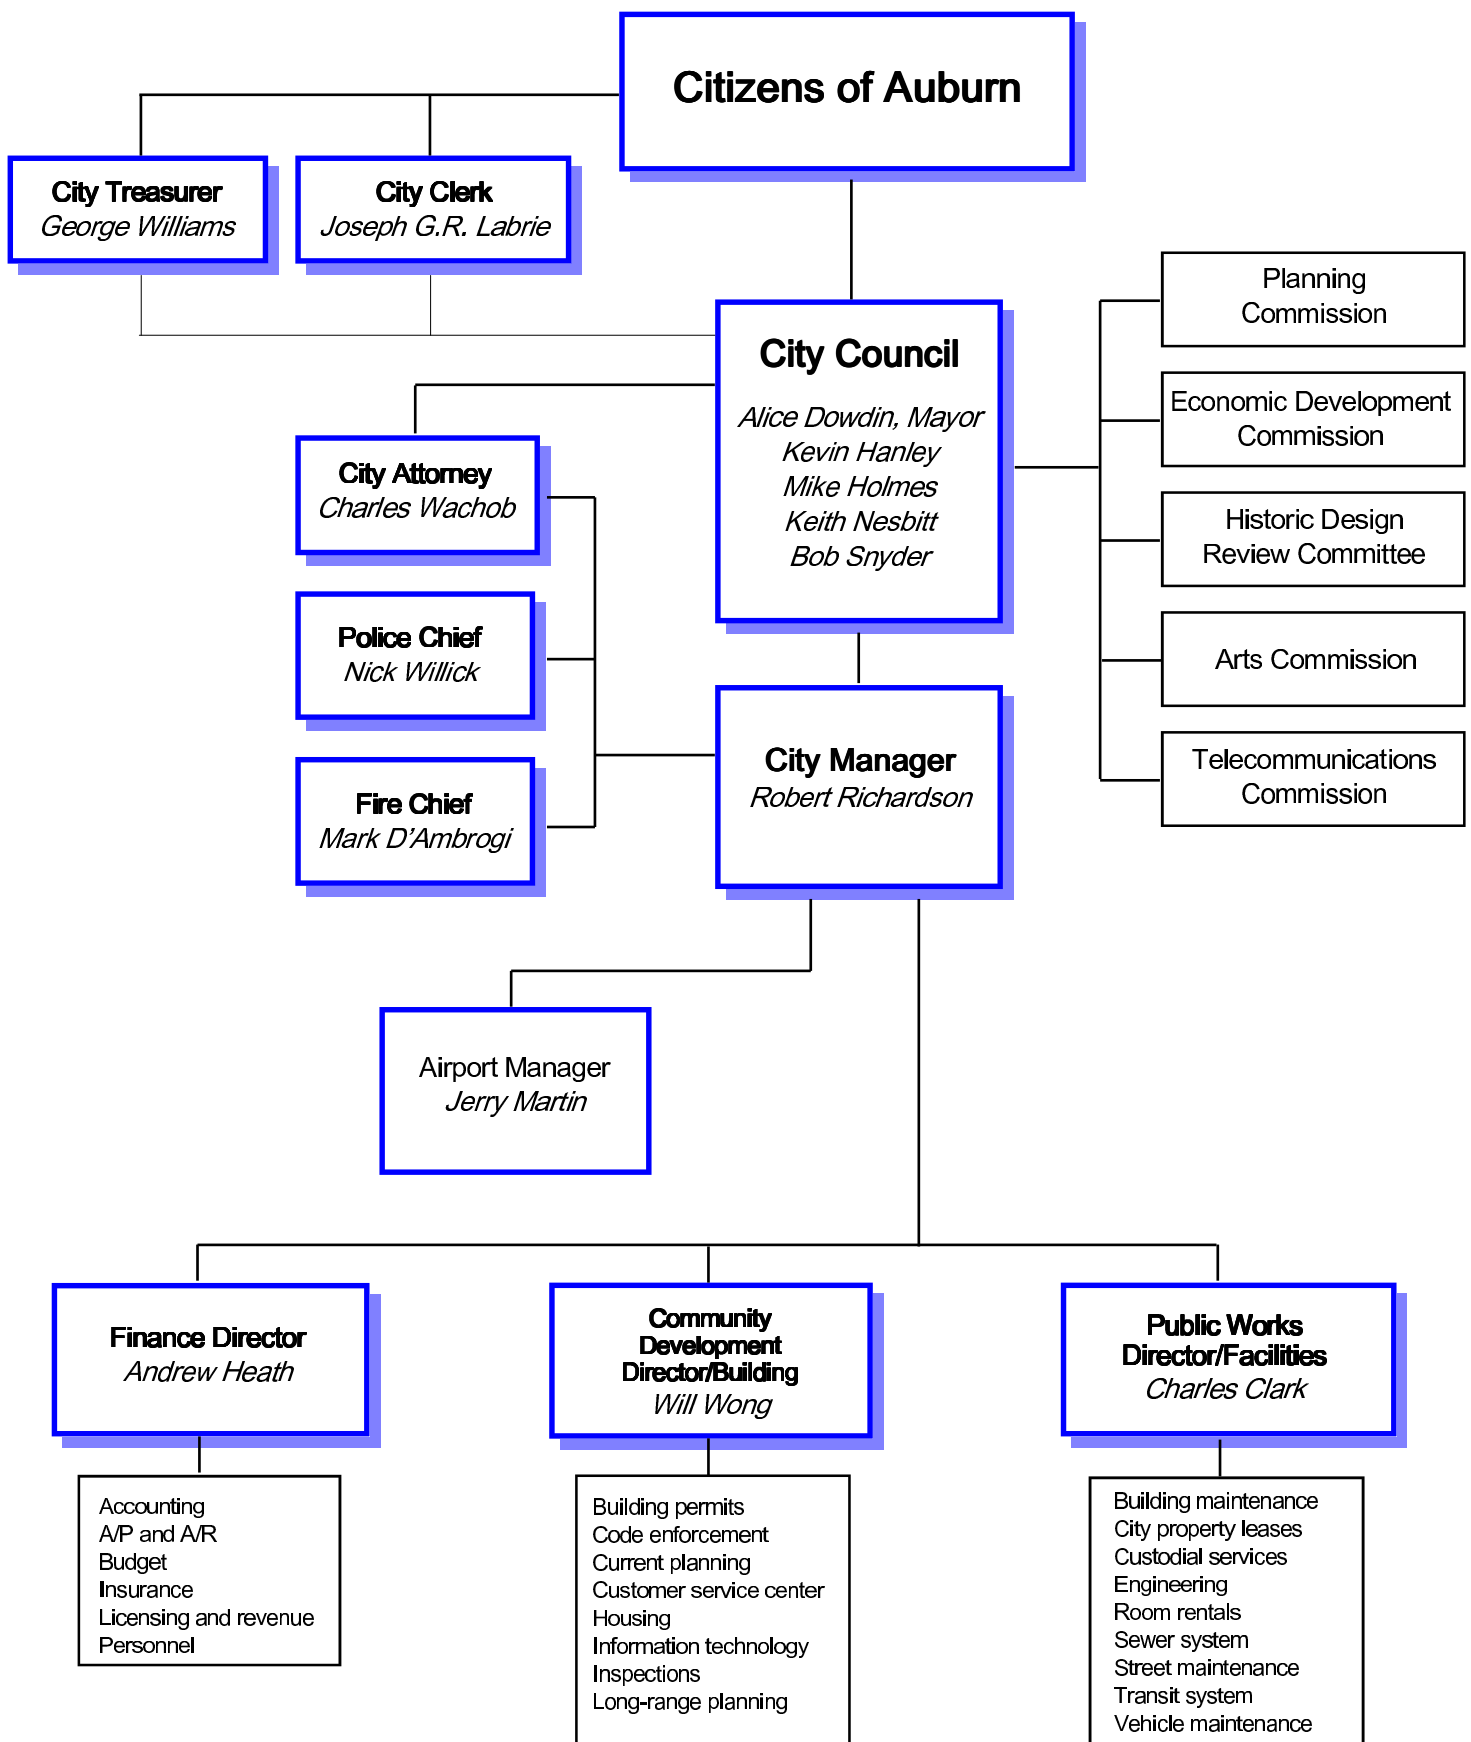 Citizens of Auburn
City Treasurer
George Williams
City Clerk
Joseph G.R. Labrie
City Council
Alice Dowdin, Mayor
Kevin Hanley
Mike Holmes
Keith Nesbitt
Bob Snyder
Planning
Commission
Economic Development
Commission
Historic Design
Review Committee
Arts Commission
Telecommunications
Commission
City Attorney
Charles Wachob
Police Chief
Nick Willick
Fire Chief
Mark D'Ambrogi
City Manager
Robert Richardson
Airport Manager
Jerry Martin
Finance Director
Andrew Heath
Community
Development
Director/Building
Will Wong
Public Works
Director/Facilities
Charles Clark
Accounting
A/P and A/R
Budget
Insurance
Licensing and revenue
Personnel
Building permits
Code enforcement
Current planning
Customer service center
Housing
Information technology
Inspections
Long-range planning
Building maintenance
City property leases
Custodial services
Engineering
Room rentals
Sewer system
Street maintenance
Transit system
Vehicle maintenance